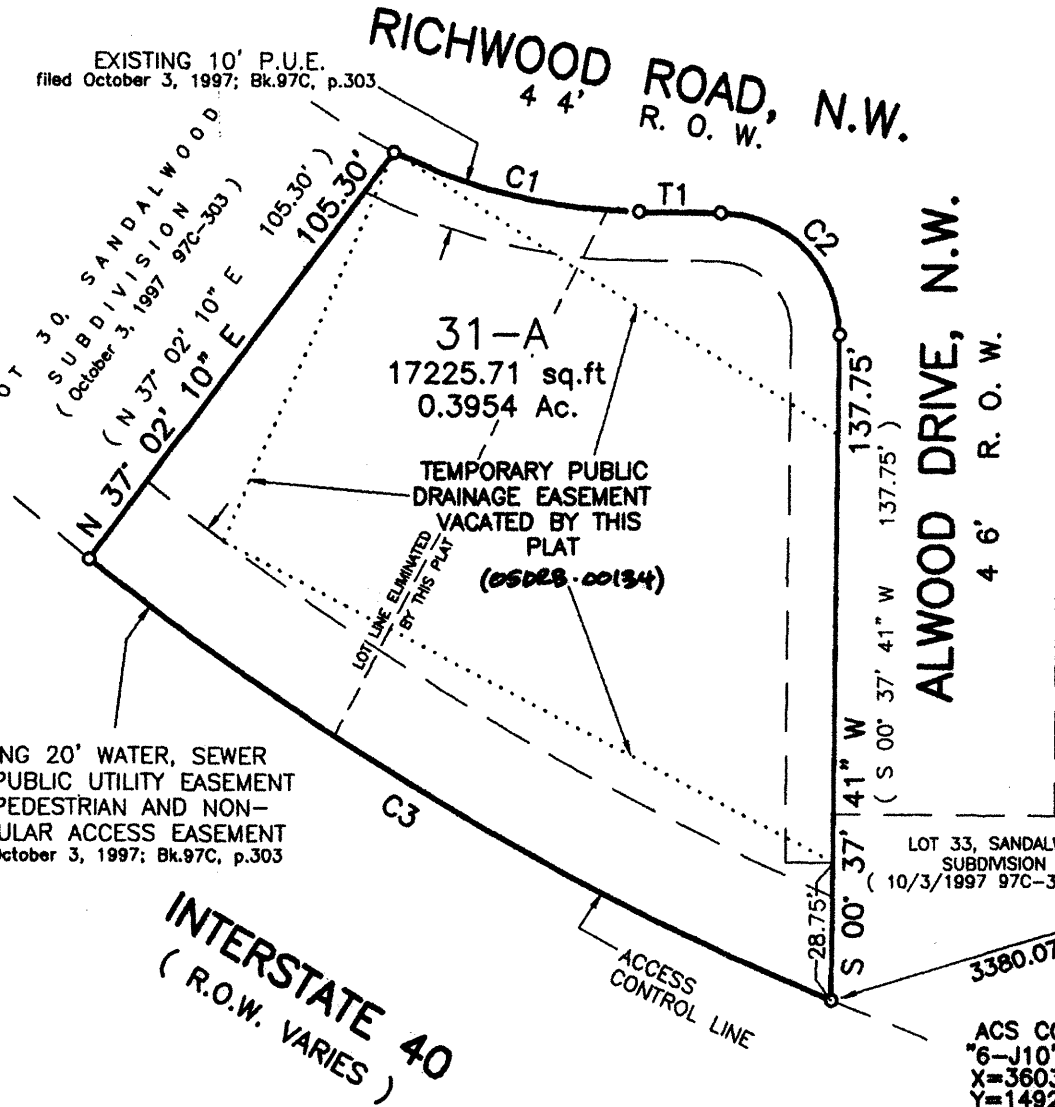 RICHWOOD ROAD, N.W.
44' R. O. W.
EXISTING 10' P.U.E.
filed October 3, 1997; Bk.97C, p.303
C1
T1
C2
OT 30, SANDALWOOD
SUBDIVISION
( October 3, 1997 97C-303 )
( N 37° 02' 10" E 105.30' )
N 37° 02' 10" E 105.30'
31-A
17225.71 sq.ft
0.3954 Ac.
TEMPORARY PUBLIC
DRAINAGE EASEMENT
VACATED BY THIS
PLAT
(05DRB-00134)
LOT LINE ELIMINATED
BY THIS PLAT
137.75'
S 00° 37' 41" W
( S 00° 37' 41" W 137.75' )
ALWOOD DRIVE, N.W.
46' R. O. W.
NG 20' WATER, SEWER
PUBLIC UTILITY EASEMENT
PEDESTRIAN AND NON-
ULAR ACCESS EASEMENT
October 3, 1997; Bk.97C, p.303
C3
LOT 33, SANDALW
SUBDIVISION
( 10/3/1997 97C-3
28.75'
3380.07
ACCESS
CONTROL LINE
INTERSTATE 40
( R.O.W. VARIES )
ACS CO
"6-J10"
X=3603
Y=1492